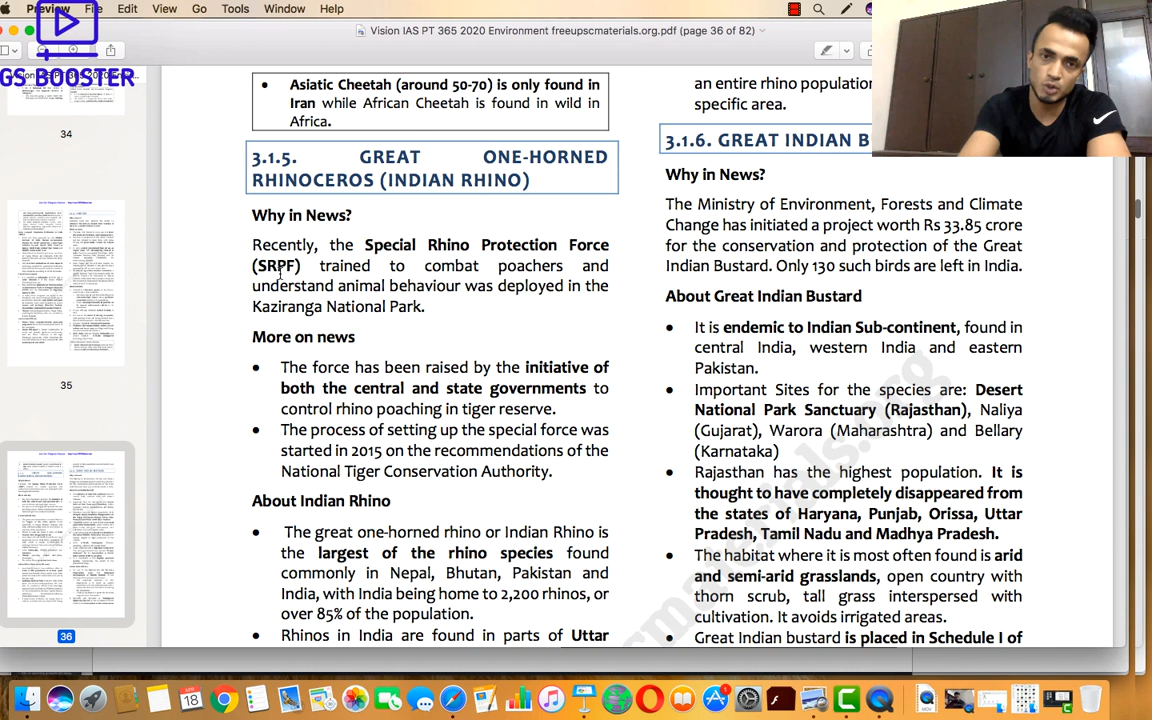 Preview File Edit View Go Tools Window Help
Vision IAS PT 365 2020 Environment freeupscmaterials.org.pdf (page 36 of 82)
GS BOOSTER
34
35
36
• Asiatic Cheetah (around 50-70) is only found in
Iran while African Cheetah is found in wild in
Africa.
3.1.5. GREAT ONE-HORNED
RHINOCEROS (INDIAN RHINO)
Why in News?
Recently, the Special Rhino Protection Force
(SRPF) trained to combat poachers and
understand animal behaviour was deployed in the
Kaziranga National Park.
More on news
• The force has been raised by the initiative of
both the central and state governments to
control rhino poaching in tiger reserve.
• The process of setting up the special force was
started in 2015 on the recommendations of the
National Tiger Conservation Authority.
About Indian Rhino
• The great one-horned rhino or Indian Rhino is
the largest of the rhino species found
commonly in Nepal, Bhutan, Pakistan and
India, with India being home to 2,200 rhinos, or
over 85% of the population.
• Rhinos in India are found in parts of Uttar
an entire rhino population
specific area.
3.1.6. GREAT INDIAN B
Why in News?
The Ministry of Environment, Forests and Climate
Change has initiated a project worth Rs 33.85 crore
for the conservation and protection of the Great
Indian Bustard. Only 130 such birds are left in India.
About Great Indian Bustard
• It is endemic to Indian Sub-continent, found in
central India, western India and eastern
Pakistan.
• Important Sites for the species are: Desert
National Park Sanctuary (Rajasthan), Naliya
(Gujarat), Warora (Maharashtra) and Bellary
(Karnataka)
• Rajasthan has the highest population. It is
thought to have completely disappeared from
the states of Haryana, Punjab, Orissa, Uttar
Pradesh, Tamil Nadu and Madhya Pradesh.
• The habitat where it is most often found is arid
and semi-arid grasslands, open country with
thorn scrub, tall grass interspersed with
cultivation. It avoids irrigated areas.
• Great Indian bustard is placed in Schedule I of
APR
18